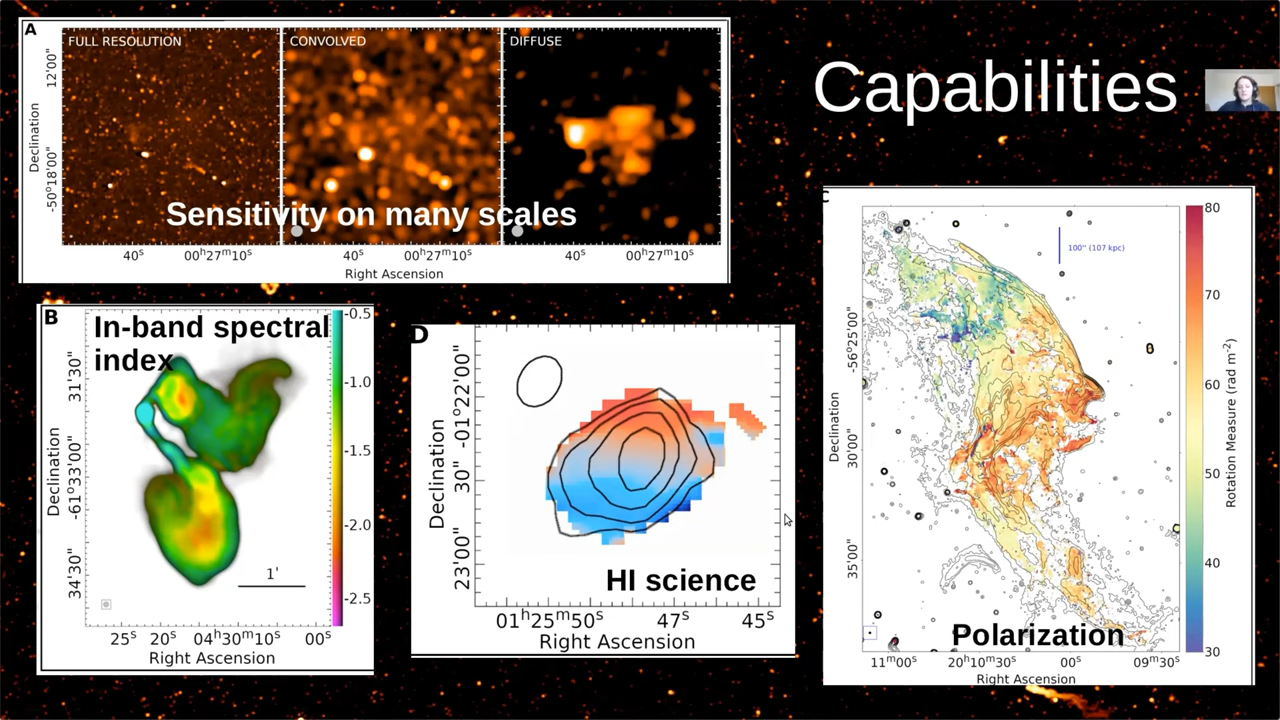 Capabilities
A
FULL RESOLUTION
CONVOLVED
DIFFUSE
Declination
12'00"
-50°18'00"
Sensitivity on many scales
40ˢ 00ʰ27ᵐ10ˢ 40ˢ 00ʰ27ᵐ10ˢ 40ˢ 00ʰ27ᵐ10ˢ
Right Ascension
B
In-band spectral
index
Declination
31'30"
-61°33'00"
34'30"
1'
-0.5
-1.0
-1.5
-2.0
-2.5
25ˢ 20ˢ 04ʰ30ᵐ10ˢ 00ˢ
Right Ascension
D
Declination
-01°22'00"
30"
23'00"
HI science
01ʰ25ᵐ50ˢ 47ˢ 45ˢ
Right Ascension
100" (107 kpc)
Declination
-56°25'00"
30'00"
35'00"
Polarization
11ᵐ00ˢ 20ʰ10ᵐ30ˢ 00ˢ 09ᵐ30ˢ
Right Ascension
80
70
60
50
40
30
Rotation Measure (rad m⁻²)